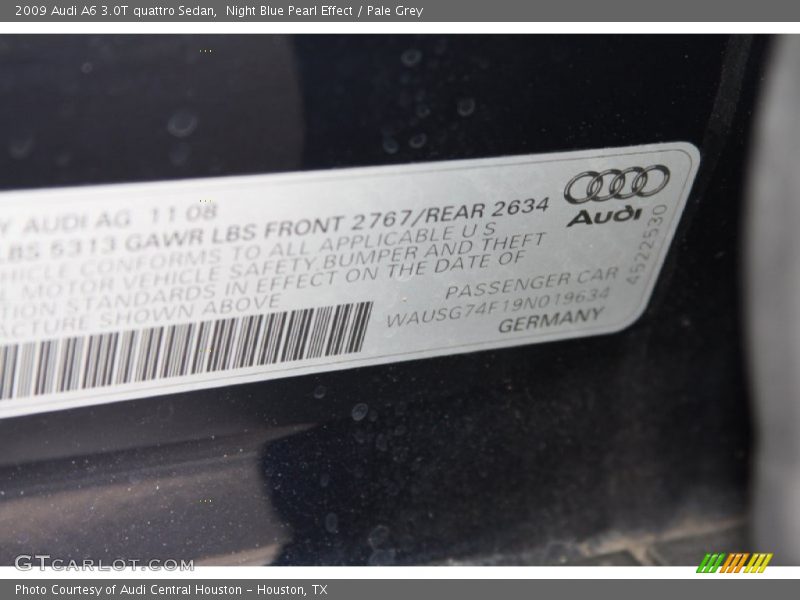 2009 Audi A6 3.0T quattro Sedan, Night Blue Pearl Effect / Pale Grey
Y AUDI AG 11 08
LBS 5313 GAWR LBS FRONT 2767/REAR 2634
HICLE CONFORMS TO ALL APPLICABLE U S
L MOTOR VEHICLE SAFETY, BUMPER AND THEFT
TION STANDARDS IN EFFECT ON THE DATE OF
ACTURE SHOWN ABOVE
Audi
PASSENGER CAR
WAUSG74F19N019634
GERMANY
4522530
GTCARLOT.COM
Photo Courtesy of Audi Central Houston - Houston, TX